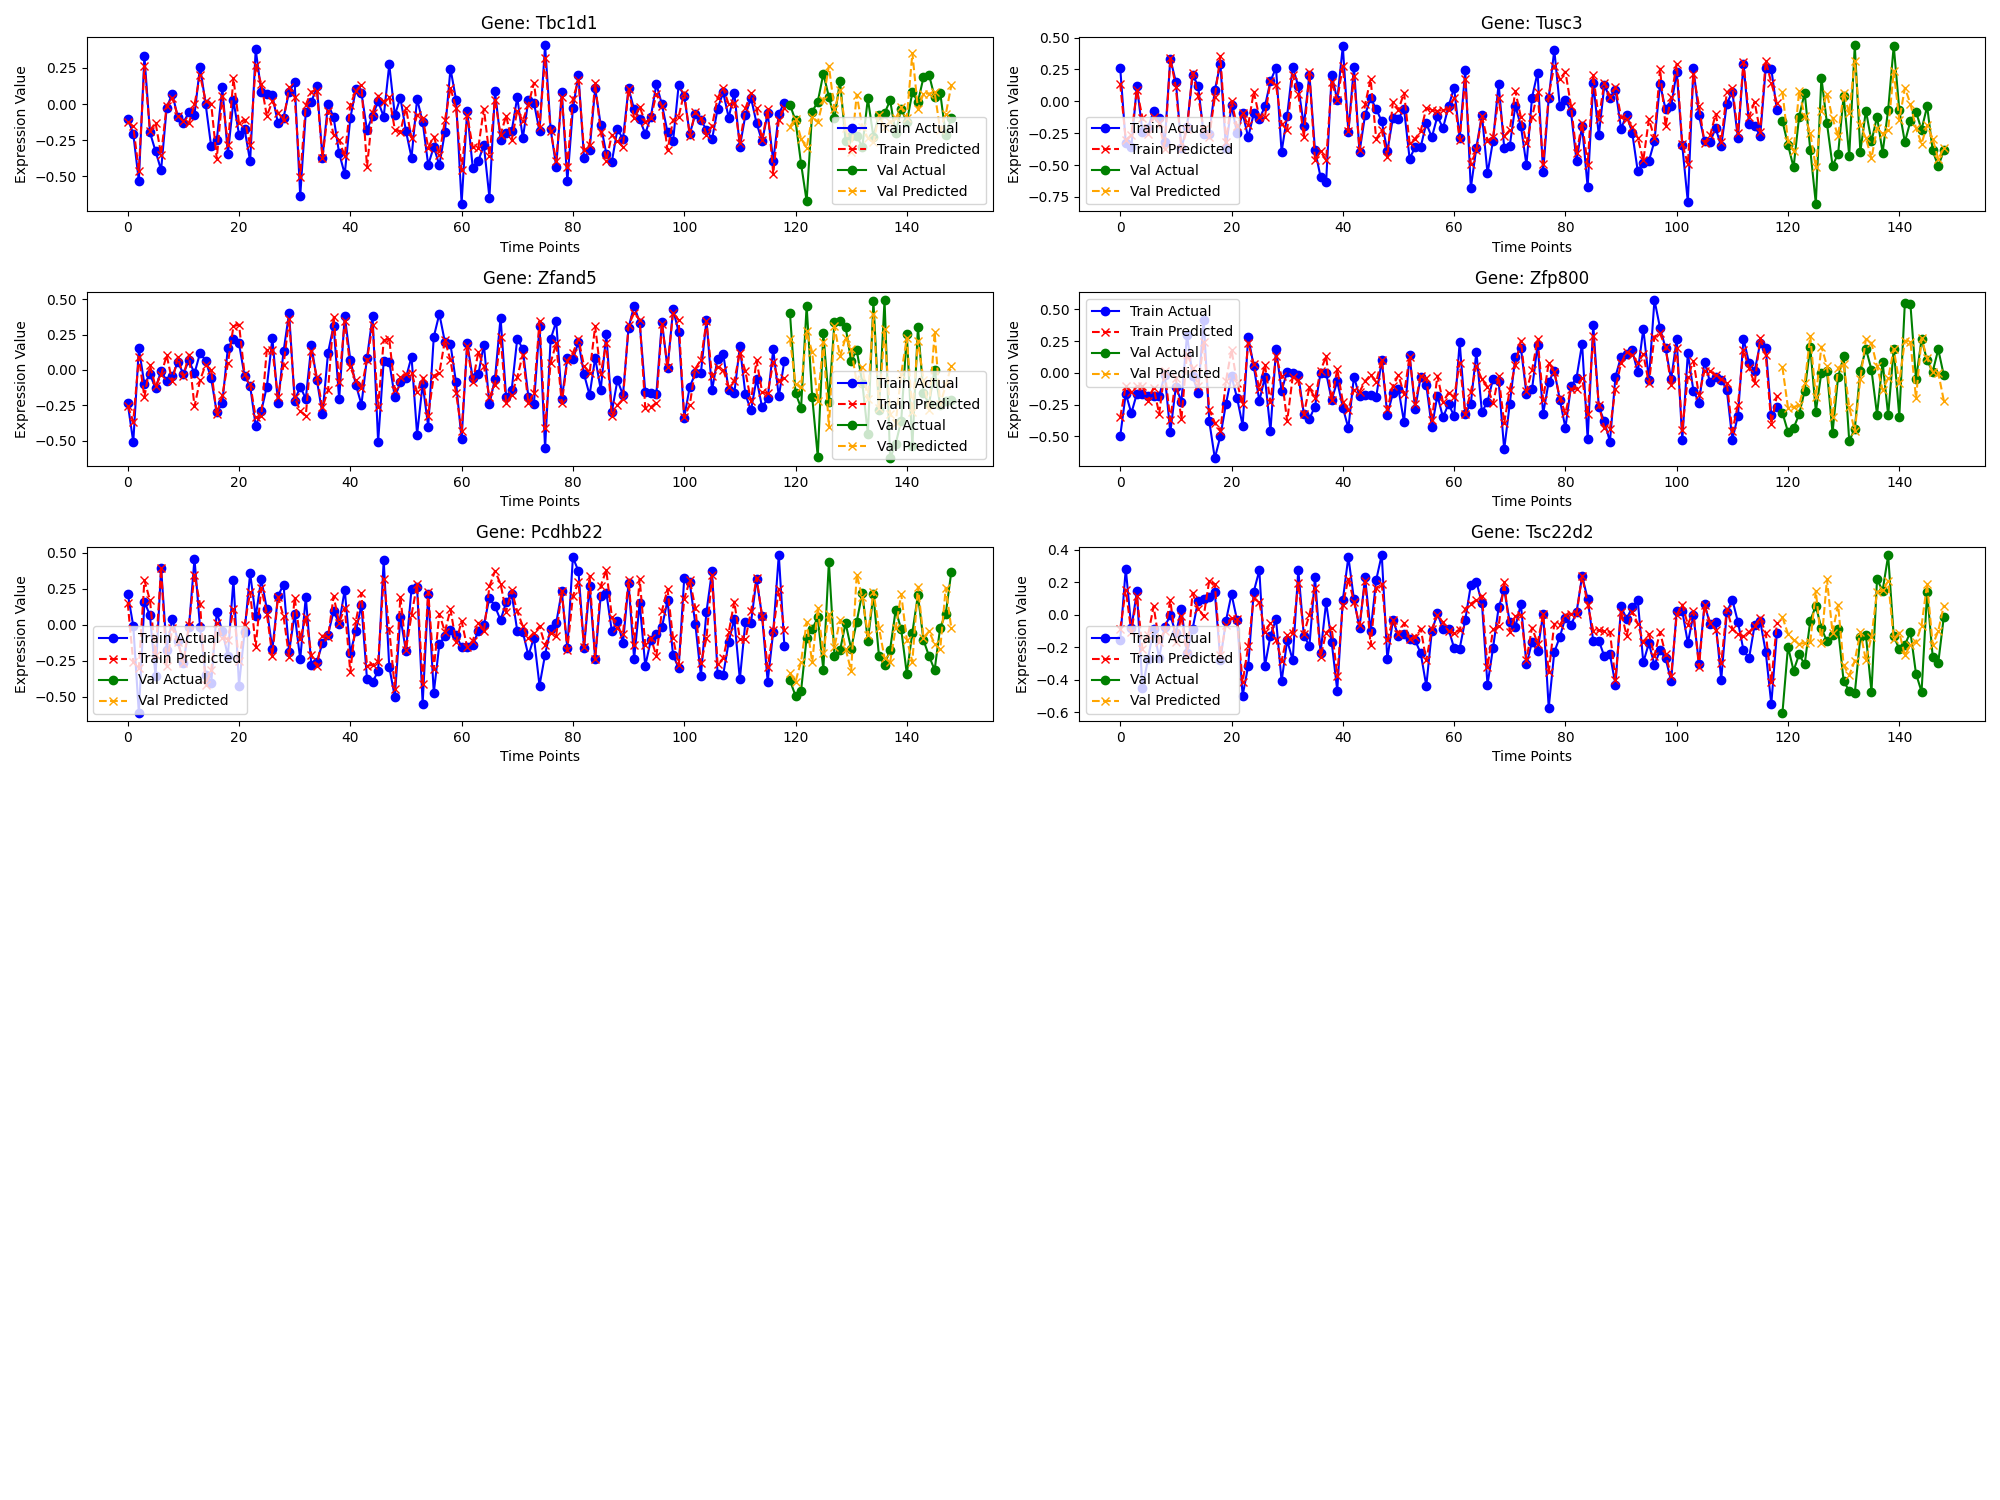 Gene: Tbc1d1
Expression Value
0.25
0.00
−0.25
−0.50
0
20
40
60
80
100
120
140
Time Points
Train Actual
Train Predicted
Val Actual
Val Predicted
Gene: Tusc3
Expression Value
0.50
0.25
0.00
−0.25
−0.50
−0.75
0
20
40
60
80
100
120
140
Time Points
Train Actual
Train Predicted
Val Actual
Val Predicted
Gene: Zfand5
Expression Value
0.50
0.25
0.00
−0.25
−0.50
0
20
40
60
80
100
120
140
Time Points
Train Actual
Train Predicted
Val Actual
Val Predicted
Gene: Zfp800
Expression Value
0.50
0.25
0.00
−0.25
−0.50
0
20
40
60
80
100
120
140
Time Points
Train Actual
Train Predicted
Val Actual
Val Predicted
Gene: Pcdhb22
Expression Value
0.50
0.25
0.00
−0.25
−0.50
0
20
40
60
80
100
120
140
Time Points
Train Actual
Train Predicted
Val Actual
Val Predicted
Gene: Tsc22d2
Expression Value
0.4
0.2
0.0
−0.2
−0.4
−0.6
0
20
40
60
80
100
120
140
Time Points
Train Actual
Train Predicted
Val Actual
Val Predicted